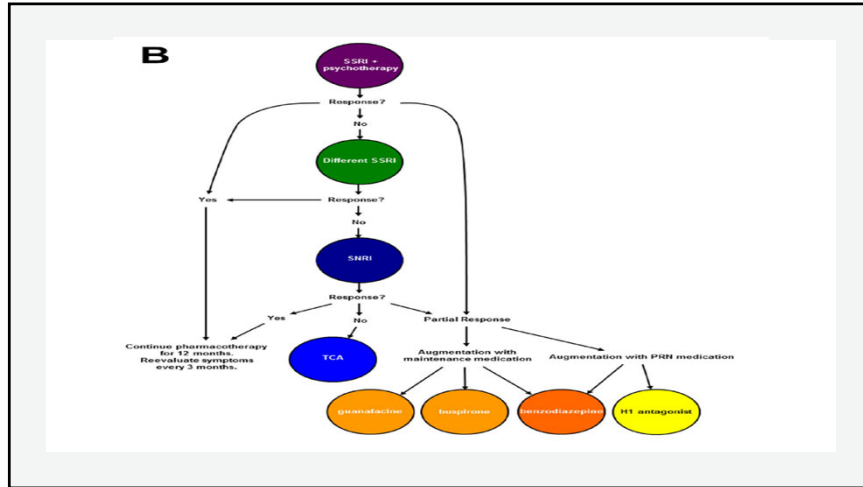 B
SSRI +
psychotherapy
Response?
No
Different SSRI
Yes
Response?
No
SNRI
Response?
Yes
No
Partial Response
Continue pharmacotherapy
for 12 months.
Reevaluate symptoms
every 3 months.
TCA
Augmentation with
maintenance medication
Augmentation with PRN medication
guanafacine
buspirone
benzodiazepine
H1 antagonist